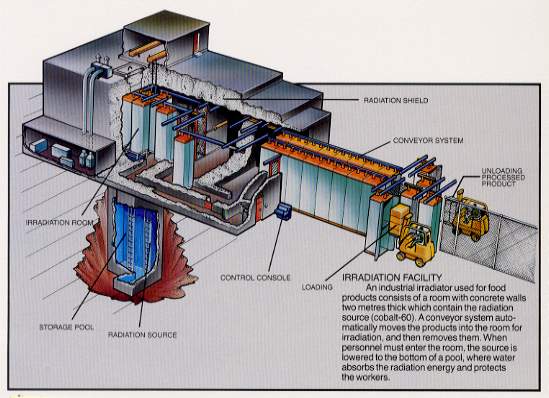 RADIATION SHIELD
CONVEYOR SYSTEM
UNLOADING
PROCESSED
PRODUCT
IRRADIATION ROOM
CONTROL CONSOLE
LOADING
STORAGE POOL
RADIATION SOURCE
IRRADIATION FACILITY
An industrial irradiator used for food
products consists of a room with concrete walls
two metres thick which contain the radiation
source (cobalt-60). A conveyor system auto-
matically moves the products into the room for
irradiation, and then removes them. When
personnel must enter the room, the source is
lowered to the bottom of a pool, where water
absorbs the radiation energy and protects
the workers.